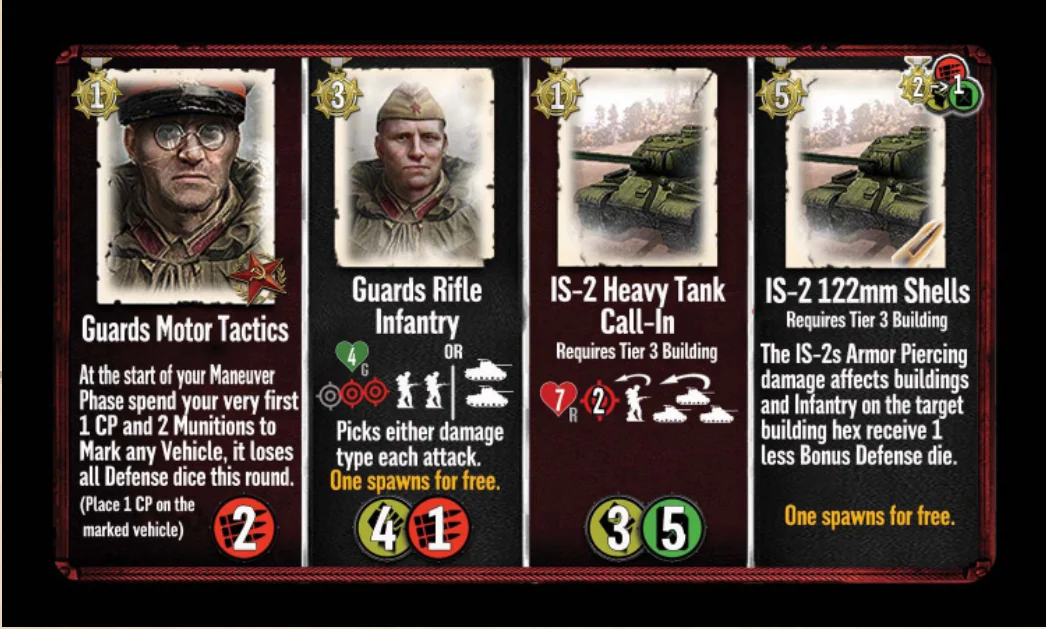 1
Guards Motor Tactics
At the start of your Maneuver
Phase spend your very first
1 CP and 2 Munitions to
Mark any Vehicle, it loses
all Defense dice this round.
(Place 1 CP on the
marked vehicle)
2
3
Guards Rifle
Infantry
4
G
OR
Picks either damage
type each attack.
One spawns for free.
4 1
1
IS-2 Heavy Tank
Call-In
Requires Tier 3 Building
7
R
2
3 5
5
2->1
IS-2 122mm Shells
Requires Tier 3 Building
The IS-2s Armor Piercing
damage affects buildings
and Infantry on the target
building hex receive 1
less Bonus Defense die.
One spawns for free.